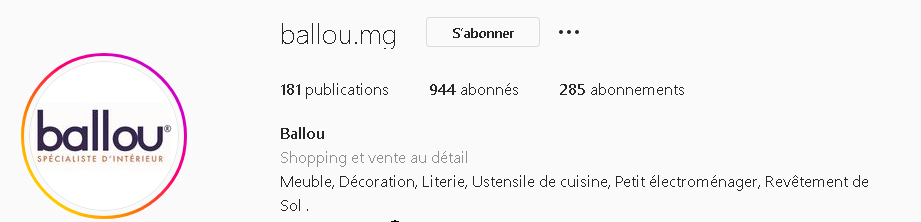 ballou.mg S'abonner •••
181 publications 944 abonnés 285 abonnements
ballou®
SPÉCIALISTE D'INTÉRIEUR
Ballou
Shopping et vente au détail
Meuble, Décoration, Literie, Ustensile de cuisine, Petit électroménager, Revêtement de
Sol .